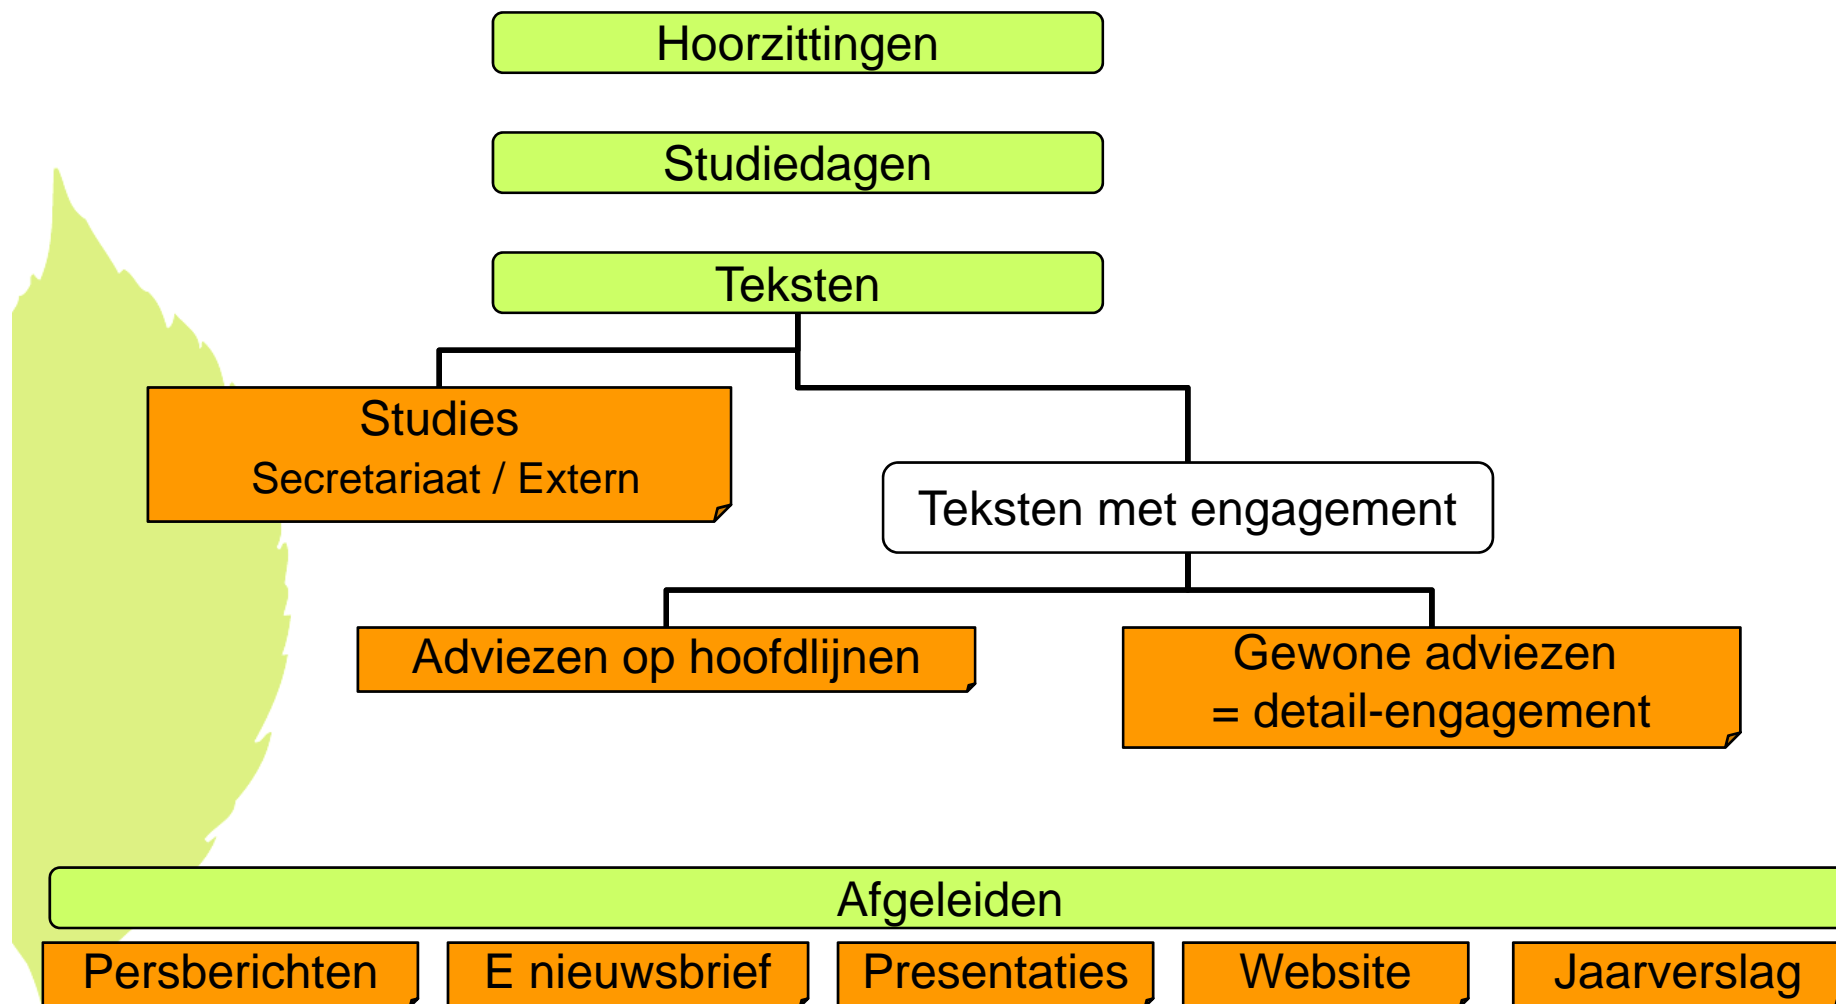 Hoorzittingen
Studiedagen
Teksten
Studies
Secretariaat / Extern
Teksten met engagement
Adviezen op hoofdlijnen
Gewone adviezen
= detail-engagement
Afgeleiden
Persberichten
E nieuwsbrief
Presentaties
Website
Jaarverslag